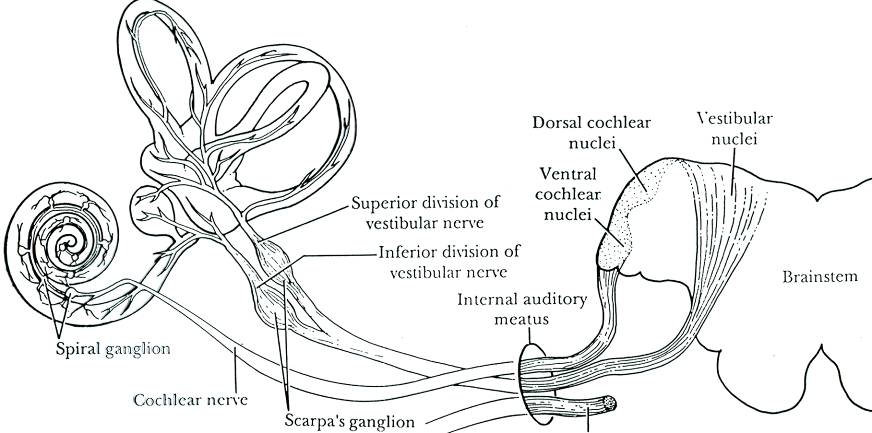 Dorsal cochlear
nuclei
Vestibular
nuclei
Ventral
cochlear
nuclei
Superior division of
vestibular nerve
Inferior division of
vestibular nerve
Internal auditory
meatus
Brainstem
Spiral ganglion
Cochlear nerve
Scarpa's ganglion